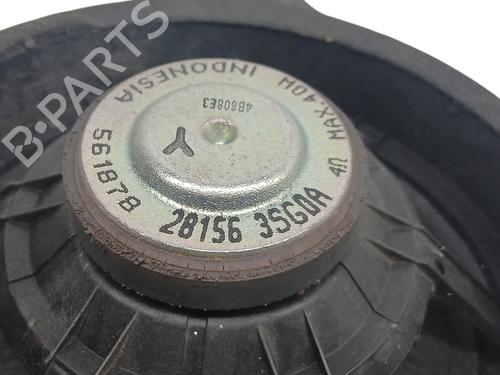 B-PARTS
561878
INDONESIA
MAX.40W
4Ω
28156 3SG0A
4B808E3
Y